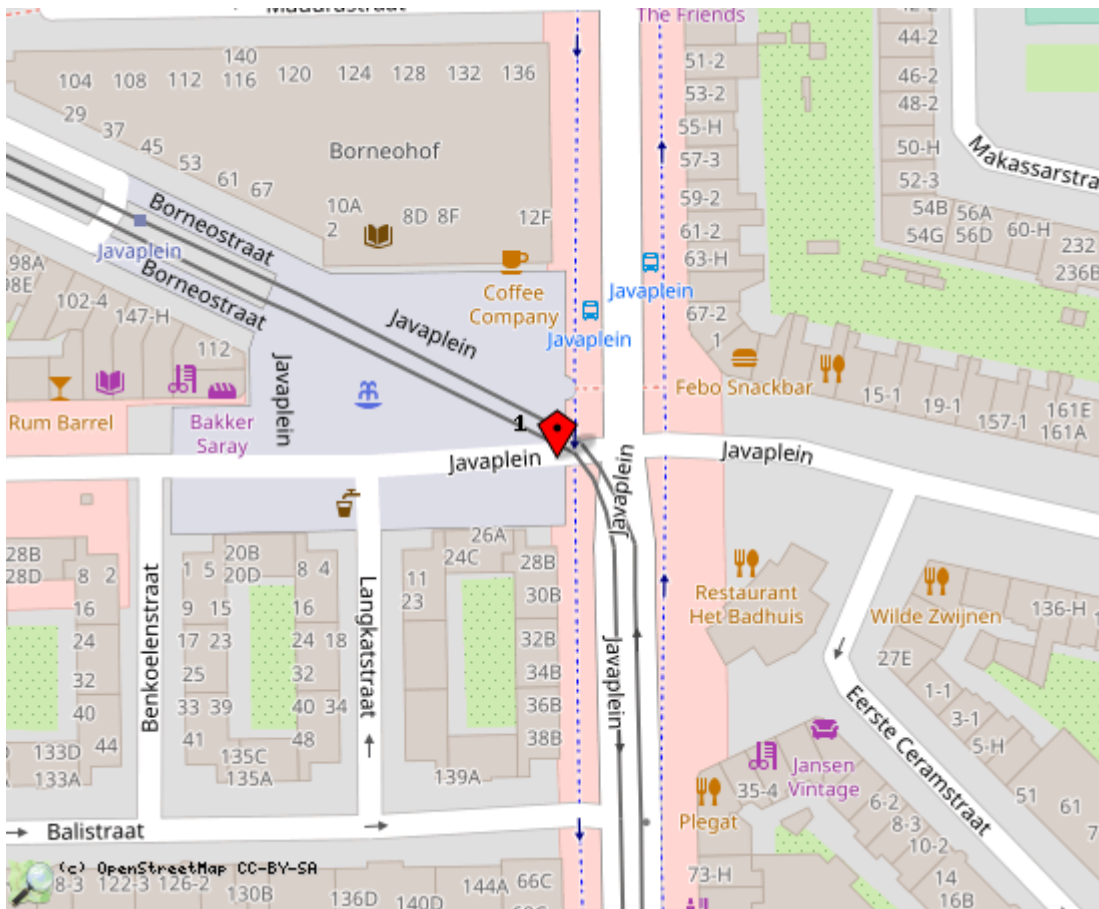 The Friends
140
104 108 112 116 120 124 128 132 136
29
37
45
53
61
67
Borneohof
10A
2
8D 8F
12F
Borneostraat
Javaplein
Borneostraat
98A
98E
102-4
147-H
112
Rum Barrel
Bakker
Saray
Javaplein
Javaplein
Coffee
Company
Javaplein
Javaplein
44-2
46-2
48-2
50-H
52-3
54B
54G
56A
56D
60-H
232
236B
51-2
53-2
55-H
57-3
59-2
61-2
63-H
67-2
1
Febo Snackbar
15-1
19-1
157-1
161E
161A
1
Javaplein
Javaplein
Javaplein
Javaplein
28B
28D
8 2
16
24
32
40
133D
44
133A
Benkoelenstraat
20B
1 5
20D
8 4
9 15
16
17 23
24 18
25
32
33 39
40 34
41
48
135C
135A
Langkatstraat
26A
24C
11
23
28B
30B
32B
34B
36B
38B
139A
Restaurant
Het Badhuis
Wilde Zwijnen
136-H
27E
1-1
3-1
5-H
51
61
7
Eerste Ceramstraat
Jansen
Vintage
35-4
Plegat
6-2
8-3
10-2
14
16B
73-H
Balistraat
(c) OpenStreetMap CC-BY-SA
8-3 122-3 126-2
130B
136D
140D
144A
66C